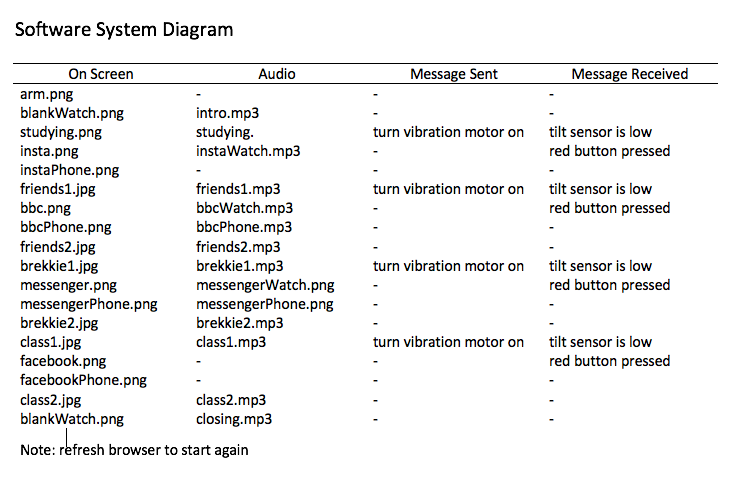 Software System Diagram
On Screen Audio Message Sent Message Received
arm.png - - -
blankWatch.png intro.mp3 - -
studying.png studying. turn vibration motor on tilt sensor is low
insta.png instaWatch.mp3 - red button pressed
instaPhone.png - - -
friends1.jpg friends1.mp3 turn vibration motor on tilt sensor is low
bbc.png bbcWatch.mp3 - red button pressed
bbcPhone.png bbcPhone.mp3 - -
friends2.jpg friends2.mp3 - -
brekkie1.jpg brekkie1.mp3 turn vibration motor on tilt sensor is low
messenger.png messengerWatch.png - red button pressed
messengerPhone.png messengerPhone.png - -
brekkie2.jpg brekkie2.mp3 - -
class1.jpg class1.mp3 turn vibration motor on tilt sensor is low
facebook.png - - red button pressed
facebookPhone.png - - -
class2.jpg class2.mp3 - -
blankWatch.png closing.mp3 - -
Note: refresh browser to start again